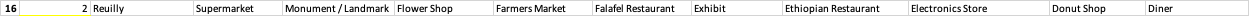 16 2 Reuilly Supermarket Monument / Landmark Flower Shop Farmers Market Falafel Restaurant Exhibit Ethiopian Restaurant Electronics Store Donut Shop Diner